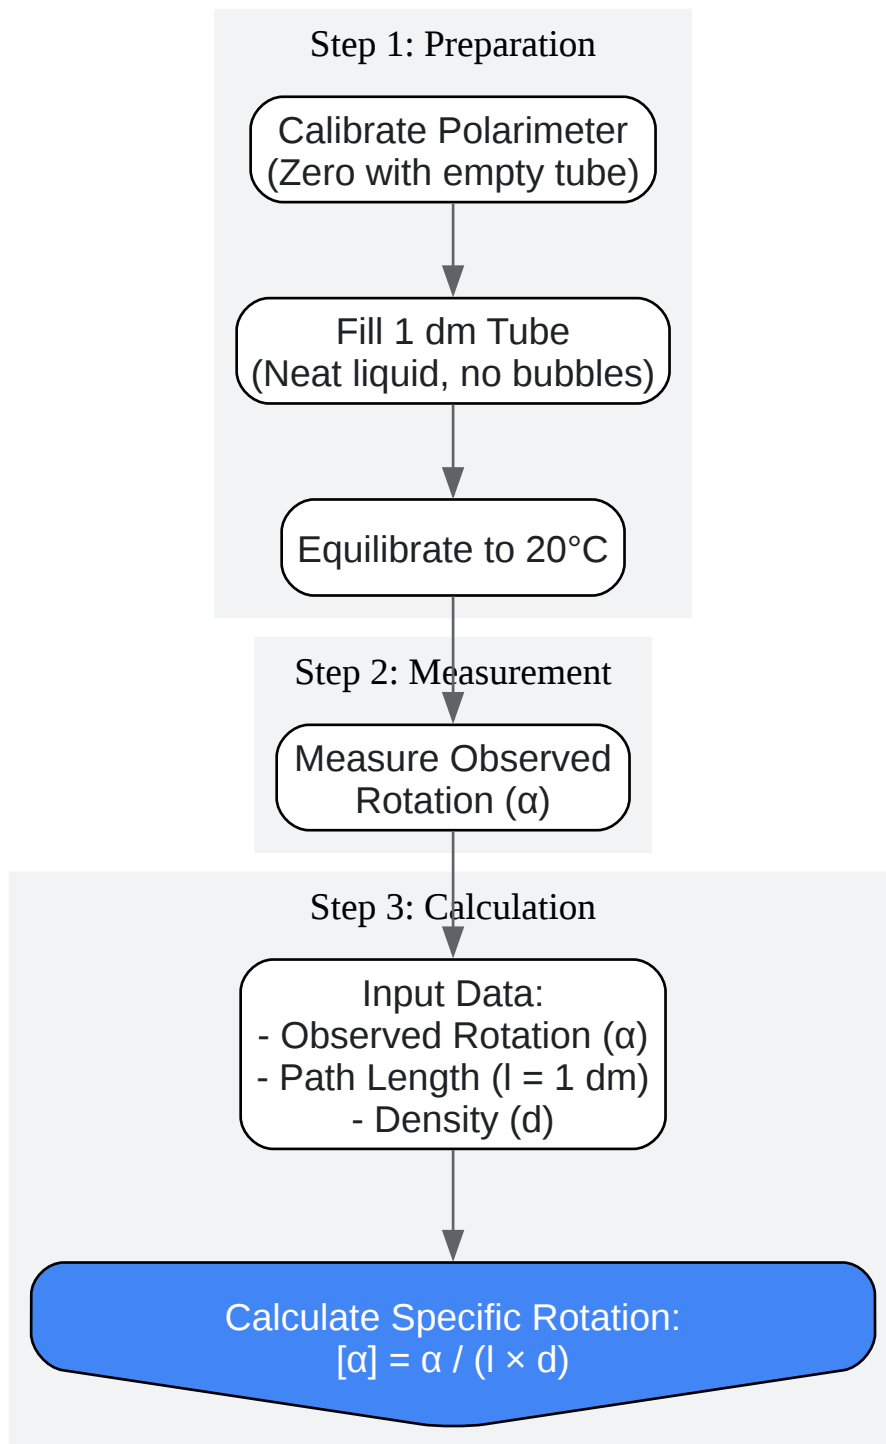 Step 1: Preparation
Calibrate Polarimeter
(Zero with empty tube)
Fill 1 dm Tube
(Neat liquid, no bubbles)
Equilibrate to 20°C
Step 2: Measurement
Measure Observed
Rotation (α)
Step 3: Calculation
Input Data:
- Observed Rotation (α)
- Path Length (l = 1 dm)
- Density (d)
Calculate Specific Rotation:
[α] = α / (l × d)